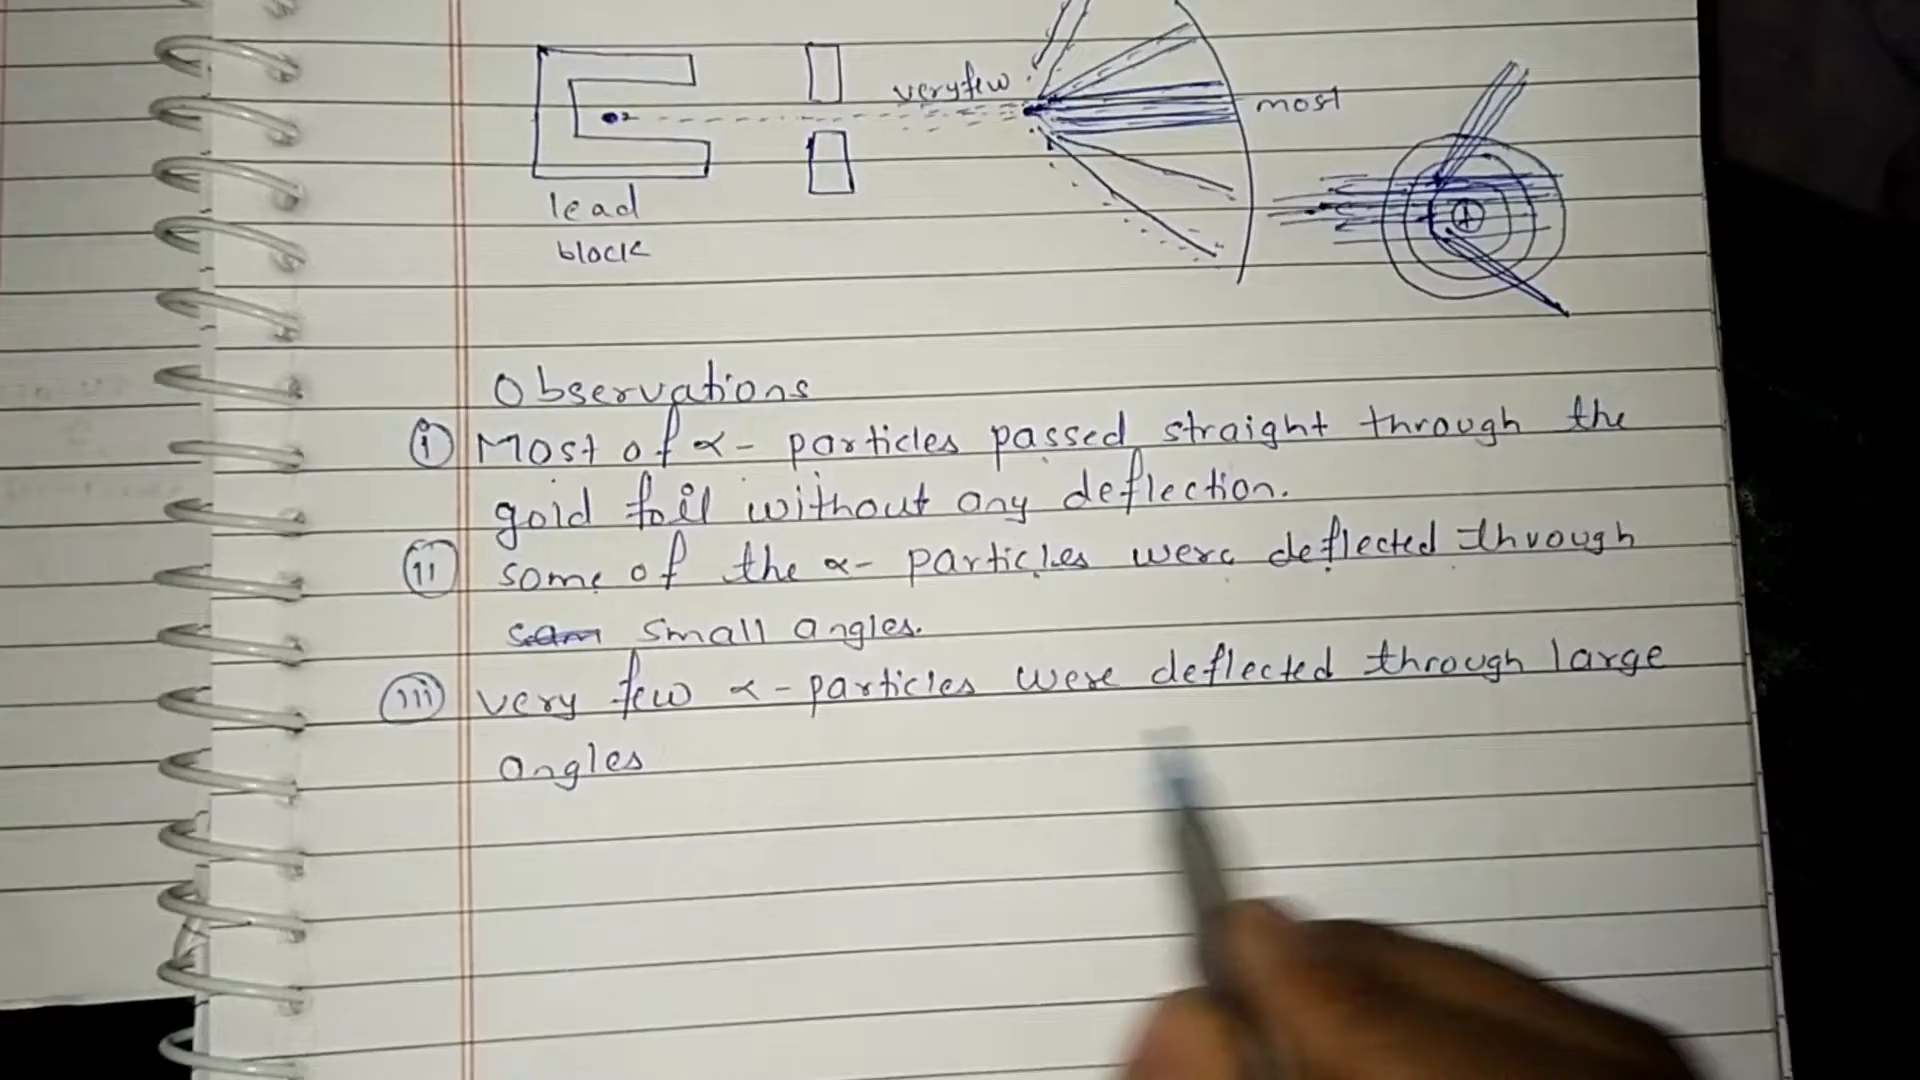 very few
most
lead
block
Observations
(i) Most of α- particles passed straight through the
gold foil without any deflection.
(ii) some of the α- particles were deflected through
sam small angles.
(iii) very few α-particles were deflected through large
angles